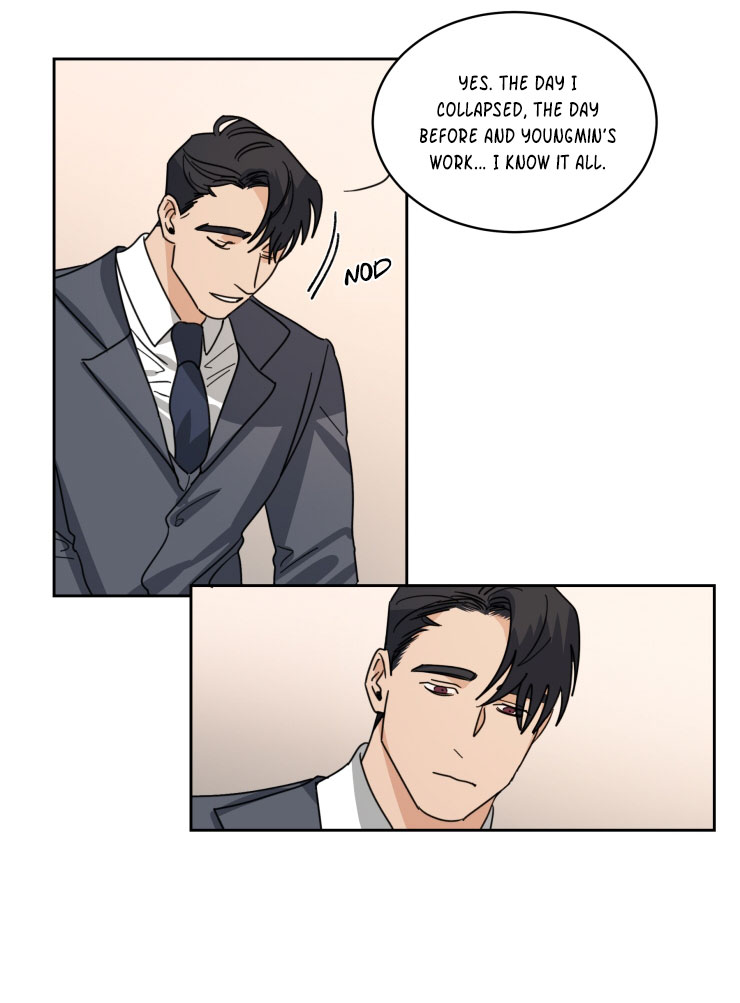 YES. THE DAY I
COLLAPSED, THE DAY
BEFORE AND YOUNGMIN'S
WORK... I KNOW IT ALL.
NOD